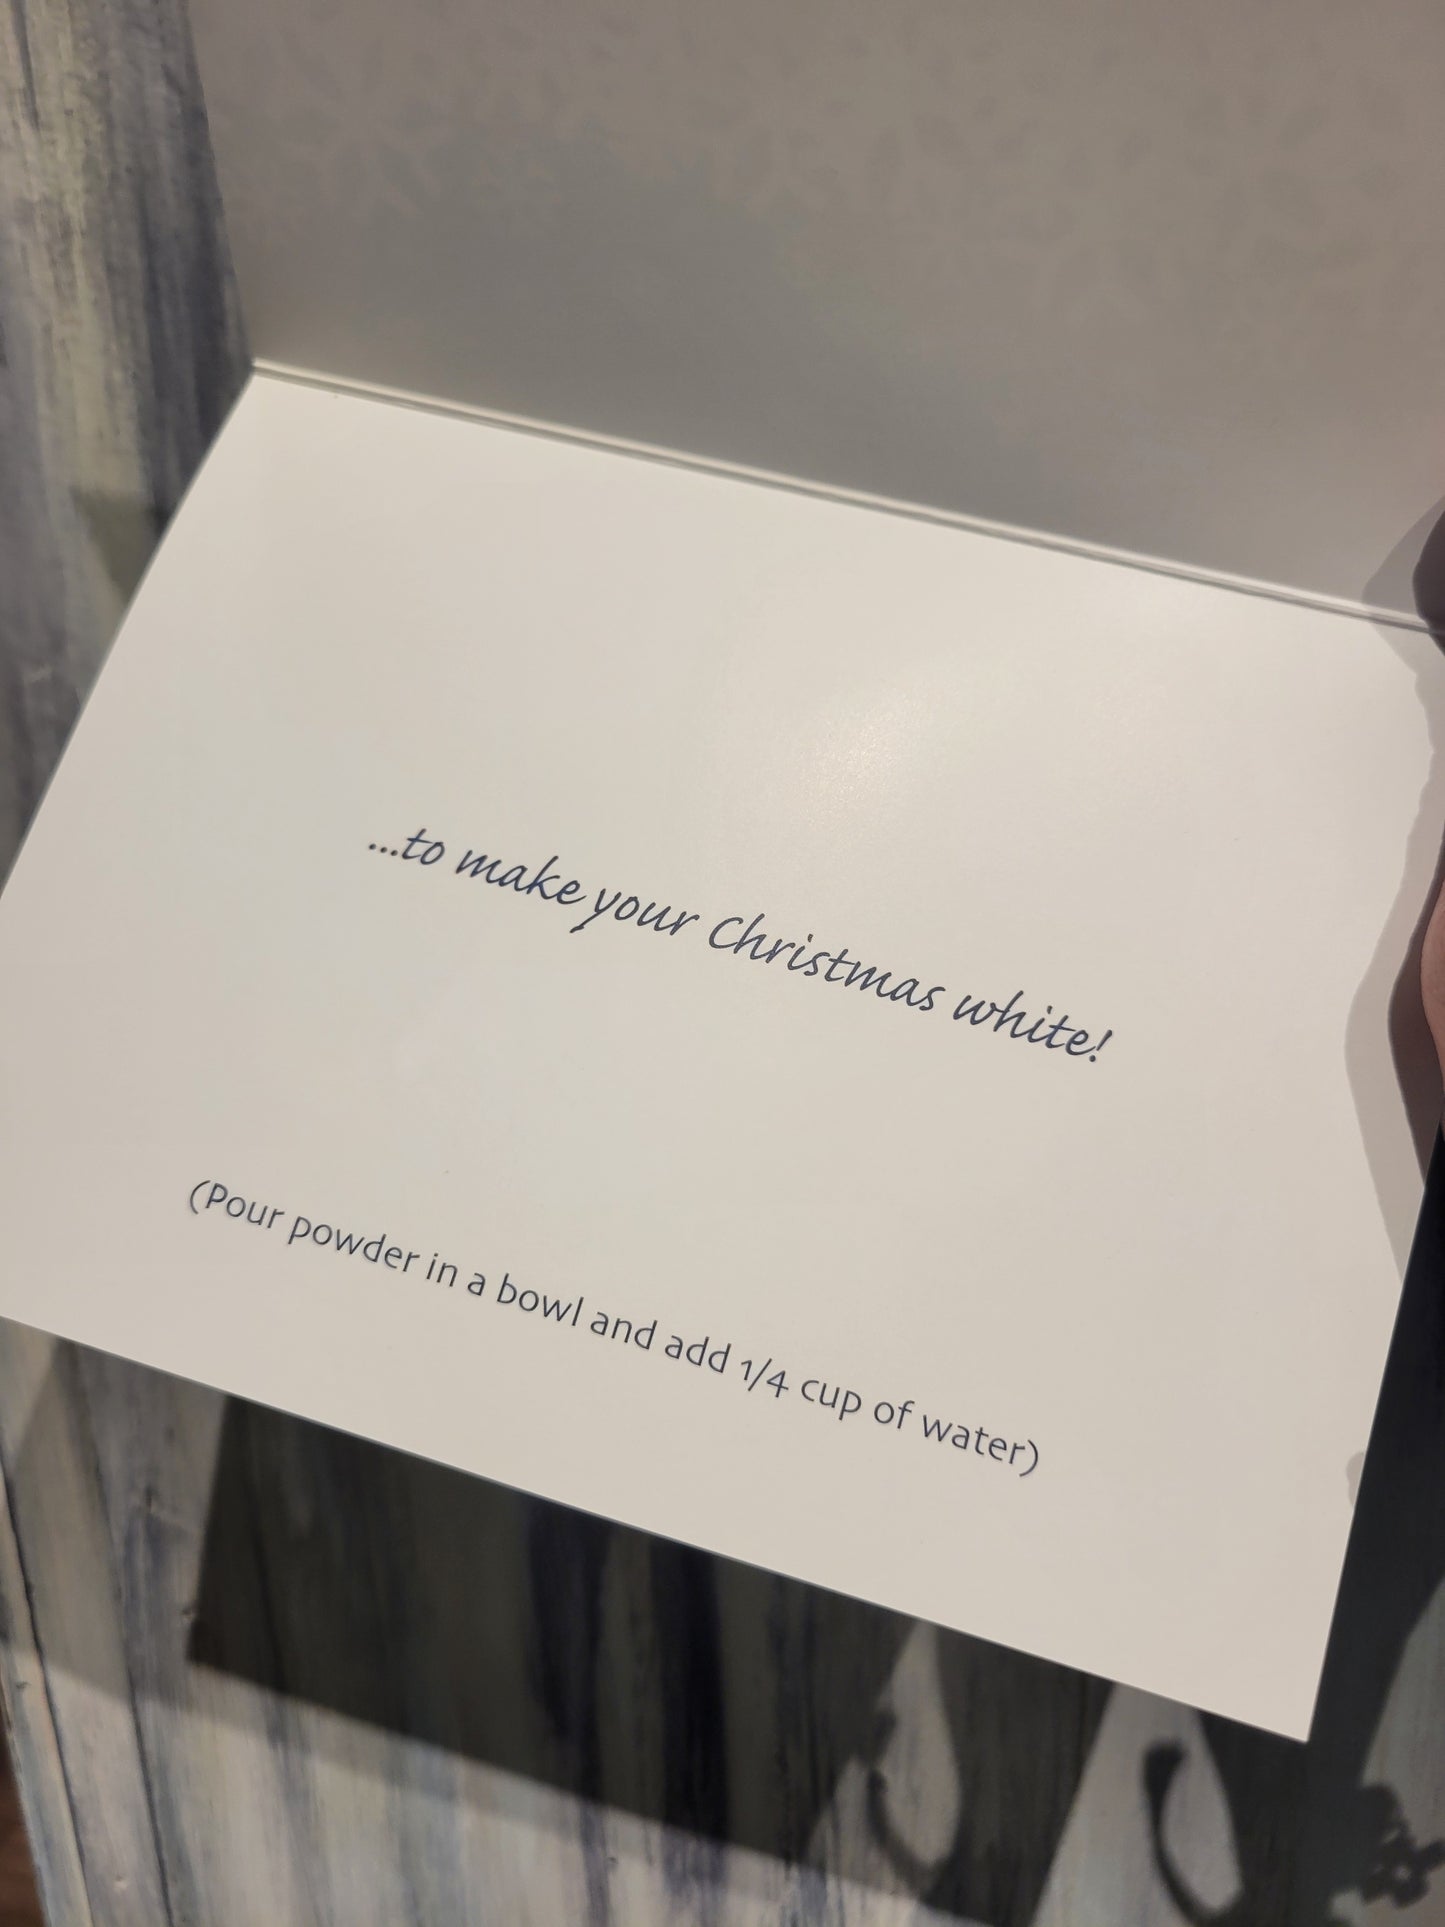 ...to make your Christmas white!
(Pour powder in a bowl and add 1/4 cup of water)